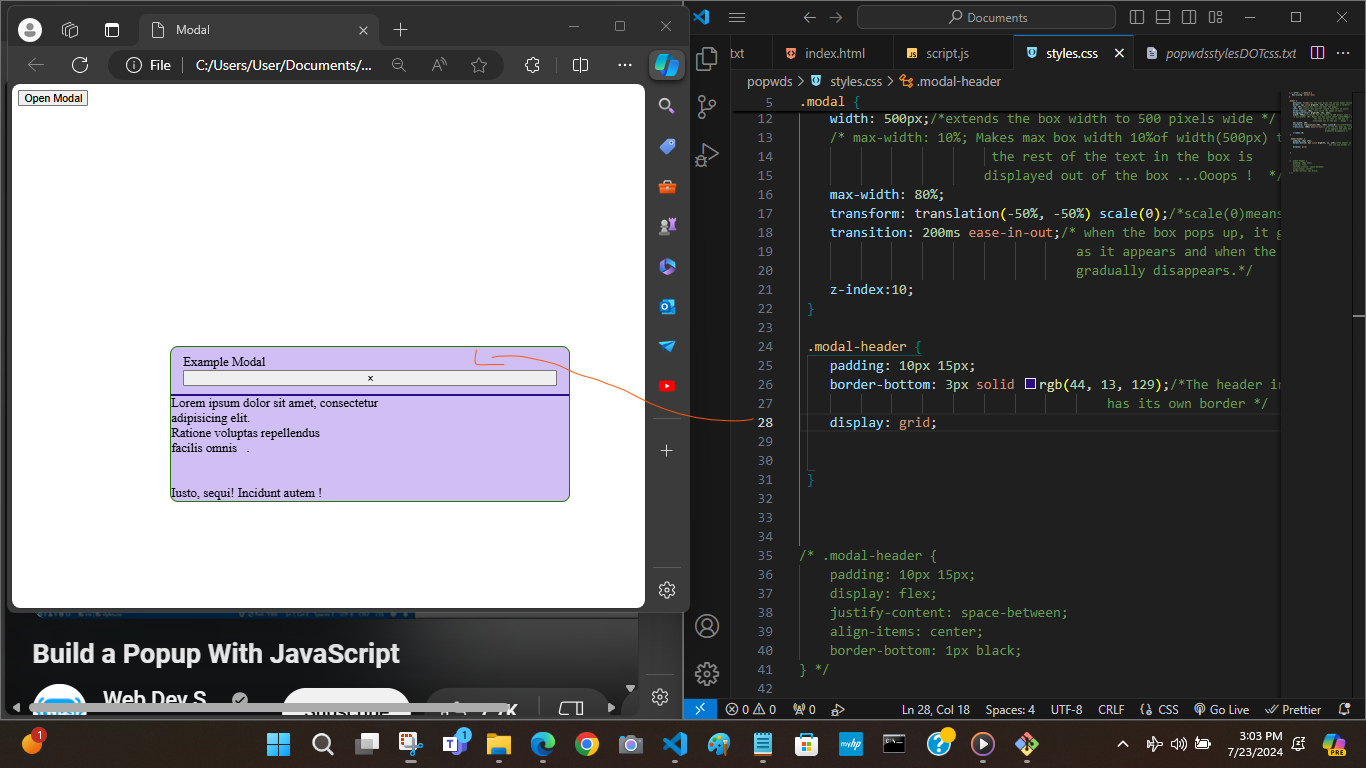 Modal
File
C:/Users/User/Documents/...
Open Modal
Example Modal
×
Lorem ipsum dolor sit amet, consectetur
adipisicing elit.
Ratione voluptas repellendus
facilis omnis .
Iusto, sequi! Incidunt autem !
Build a Popup With JavaScript
Web Dev S
Documents
txt
index.html
script.js
styles.css
popwdsstylesDOTcss.txt
popwds > styles.css > .modal-header
5 .modal {
12 width: 500px;/*extends the box width to 500 pixels wide */
13 /* max-width: 10%; Makes max box width 10%of width(500px) t
14 the rest of the text in the box is
15 displayed out of the box ...Ooops ! */
16 max-width: 80%;
17 transform: translation(-50%, -50%) scale(0);/*scale(0)means
18 transition: 200ms ease-in-out;/* when the box pops up, it g
19 as it appears and when the
20 gradually disappears.*/
21 z-index:10;
22 }
23
24 .modal-header {
25 padding: 10px 15px;
26 border-bottom: 3px solid rgb(44, 13, 129);/*The header in
27 has its own border */
28 display: grid;
29
30
31 }
32
33
34
35 /* .modal-header {
36 padding: 10px 15px;
37 display: flex;
38 justify-content: space-between;
39 align-items: center;
40 border-bottom: 1px black;
41 } */
42
0 0 0 Ln 28, Col 18 Spaces: 4 UTF-8 CRLF CSS Go Live Prettier
1
1
3:03 PM
7/23/2024
PRE